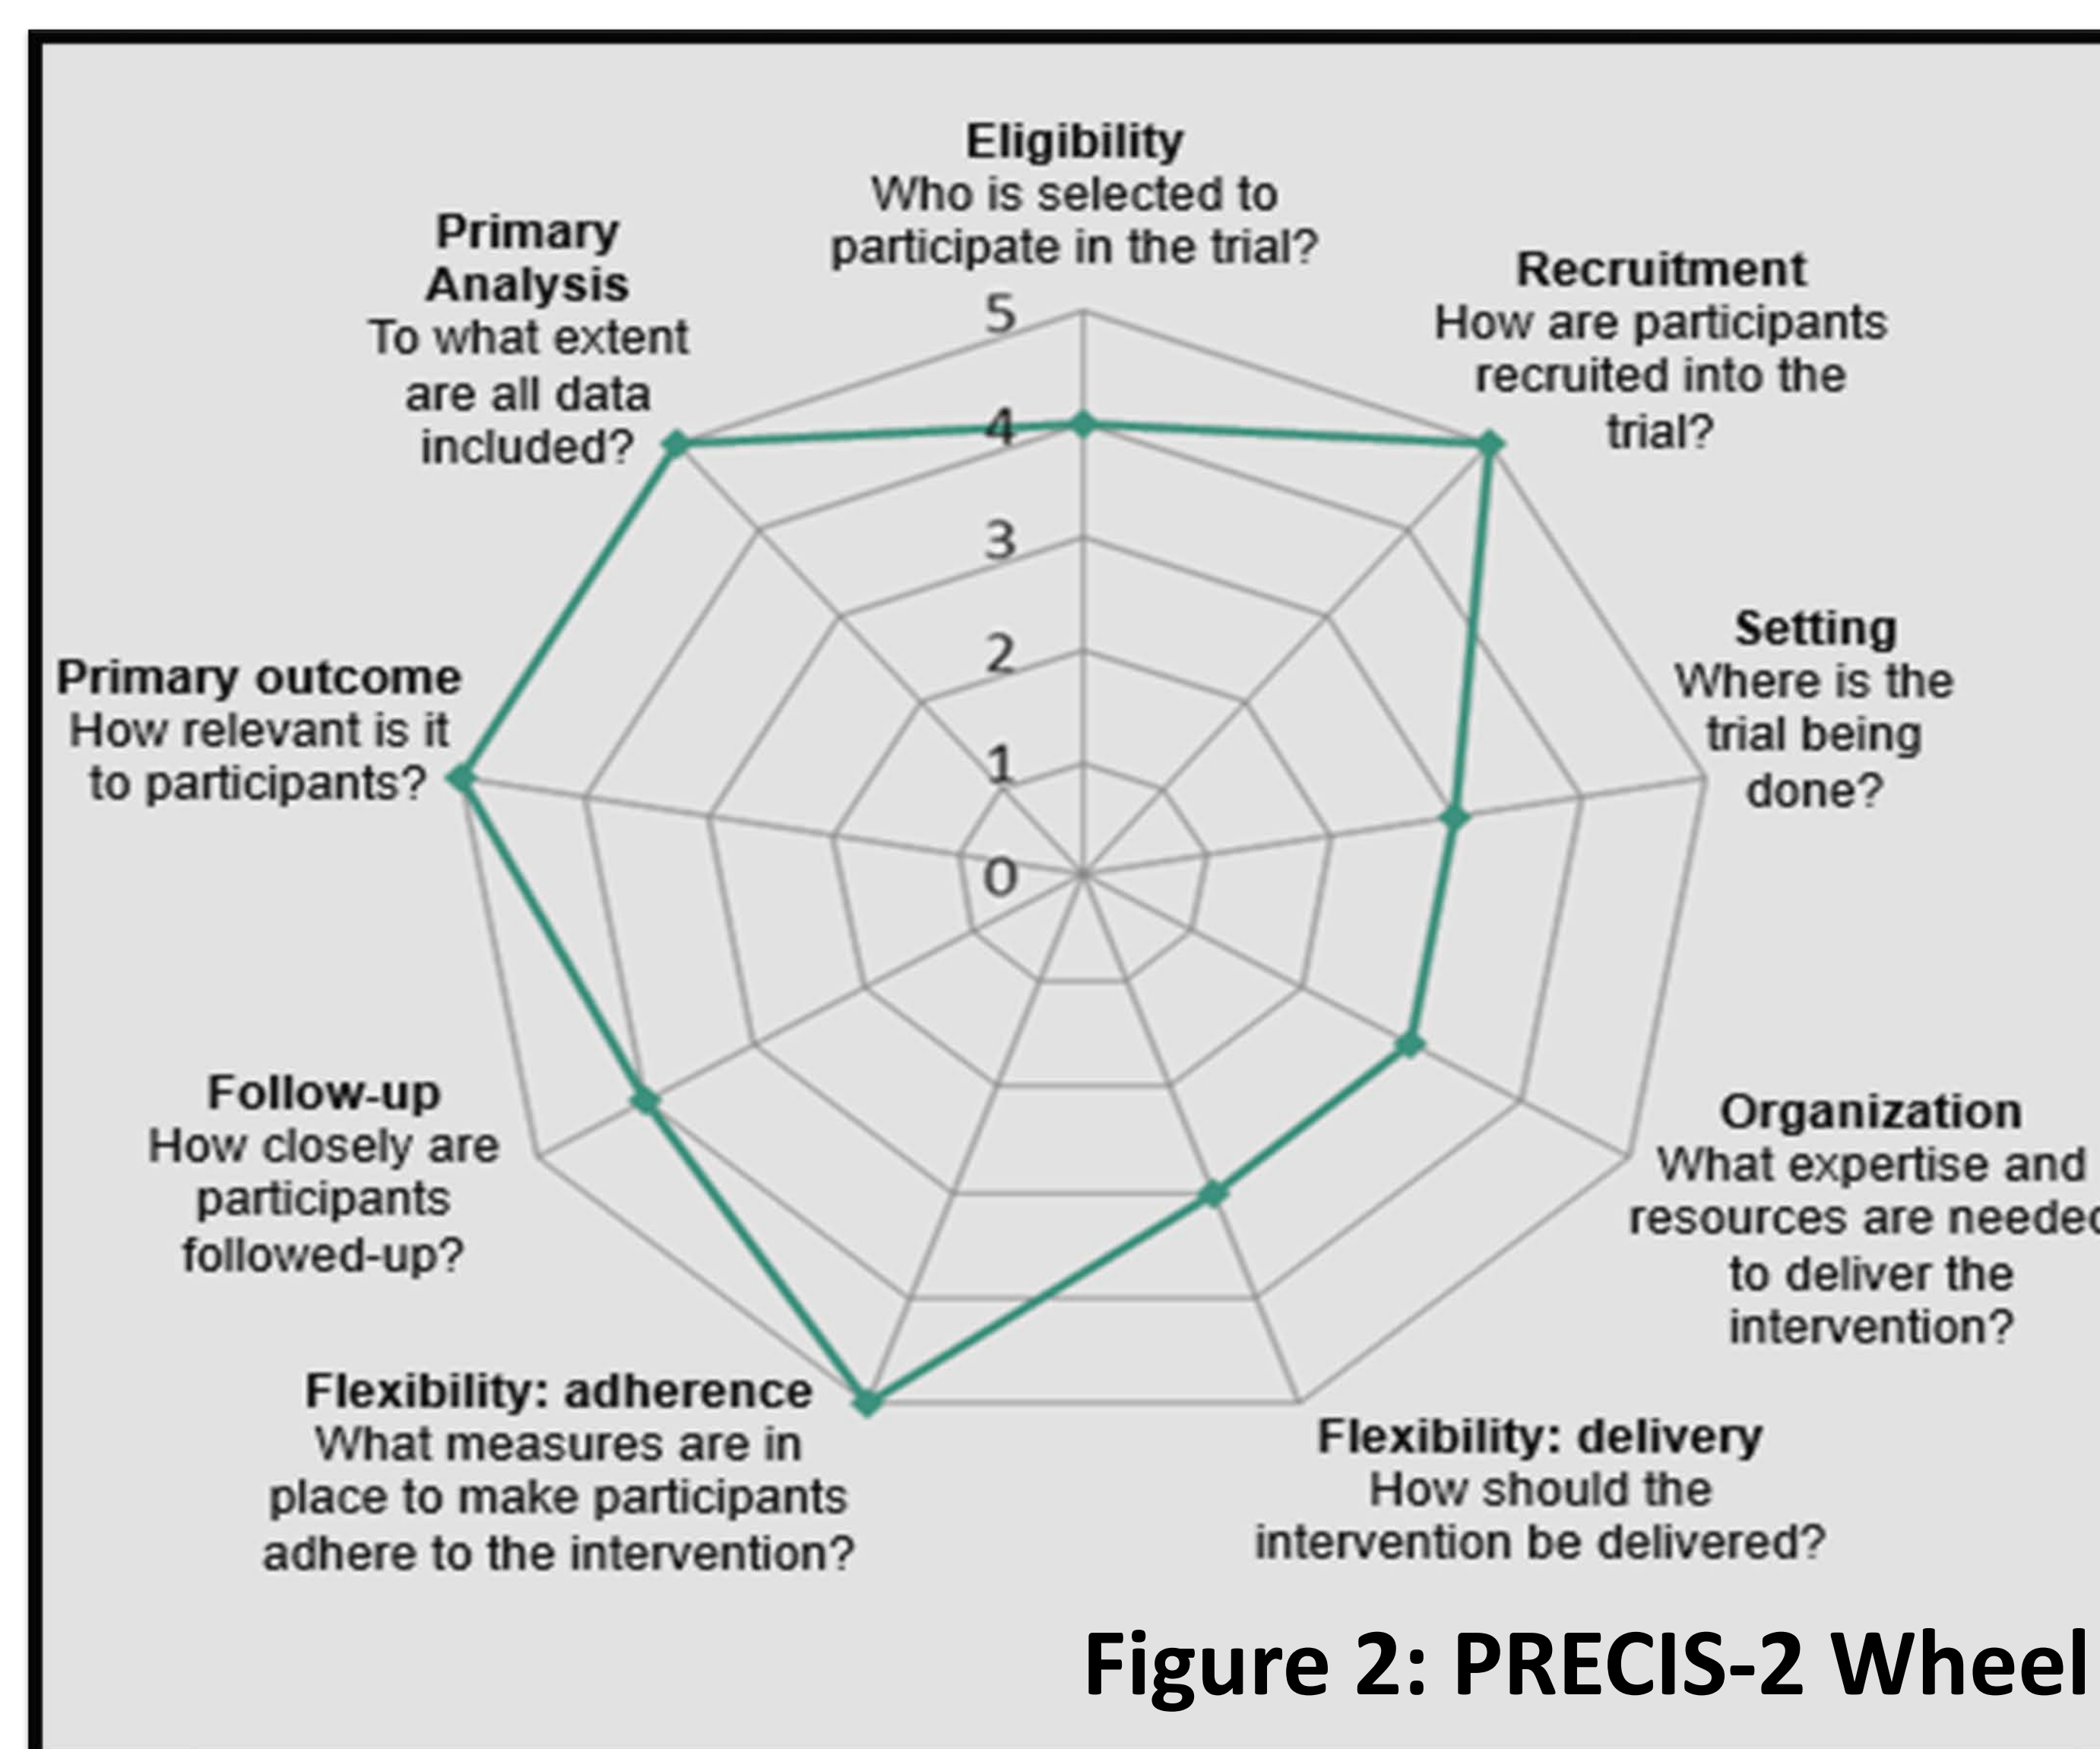 Eligibility
Who is selected to
participate in the trial?
Primary
Analysis
To what extent
are all data
included?
Recruitment
How are participants
recruited into the
trial?
5
4
3
2
1
0
Setting
Where is the
trial being
done?
Primary outcome
How relevant is it
to participants?
Follow-up
How closely are
participants
followed-up?
Organization
What expertise and
resources are needed
to deliver the
intervention?
Flexibility: adherence
What measures are in
place to make participants
adhere to the intervention?
Flexibility: delivery
How should the
intervention be delivered?
Figure 2: PRECIS-2 Wheel